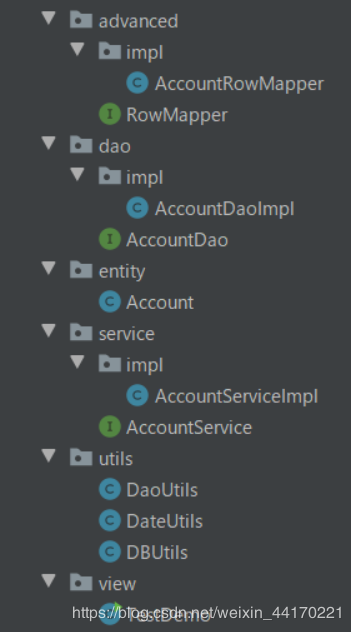 advanced
impl
AccountRowMapper
RowMapper
dao
impl
AccountDaoImpl
AccountDao
entity
Account
service
impl
AccountServiceImpl
AccountService
utils
DaoUtils
DateUtils
DBUtils
view
TestDemo
https://blog.csdn.net/weixin_44170221